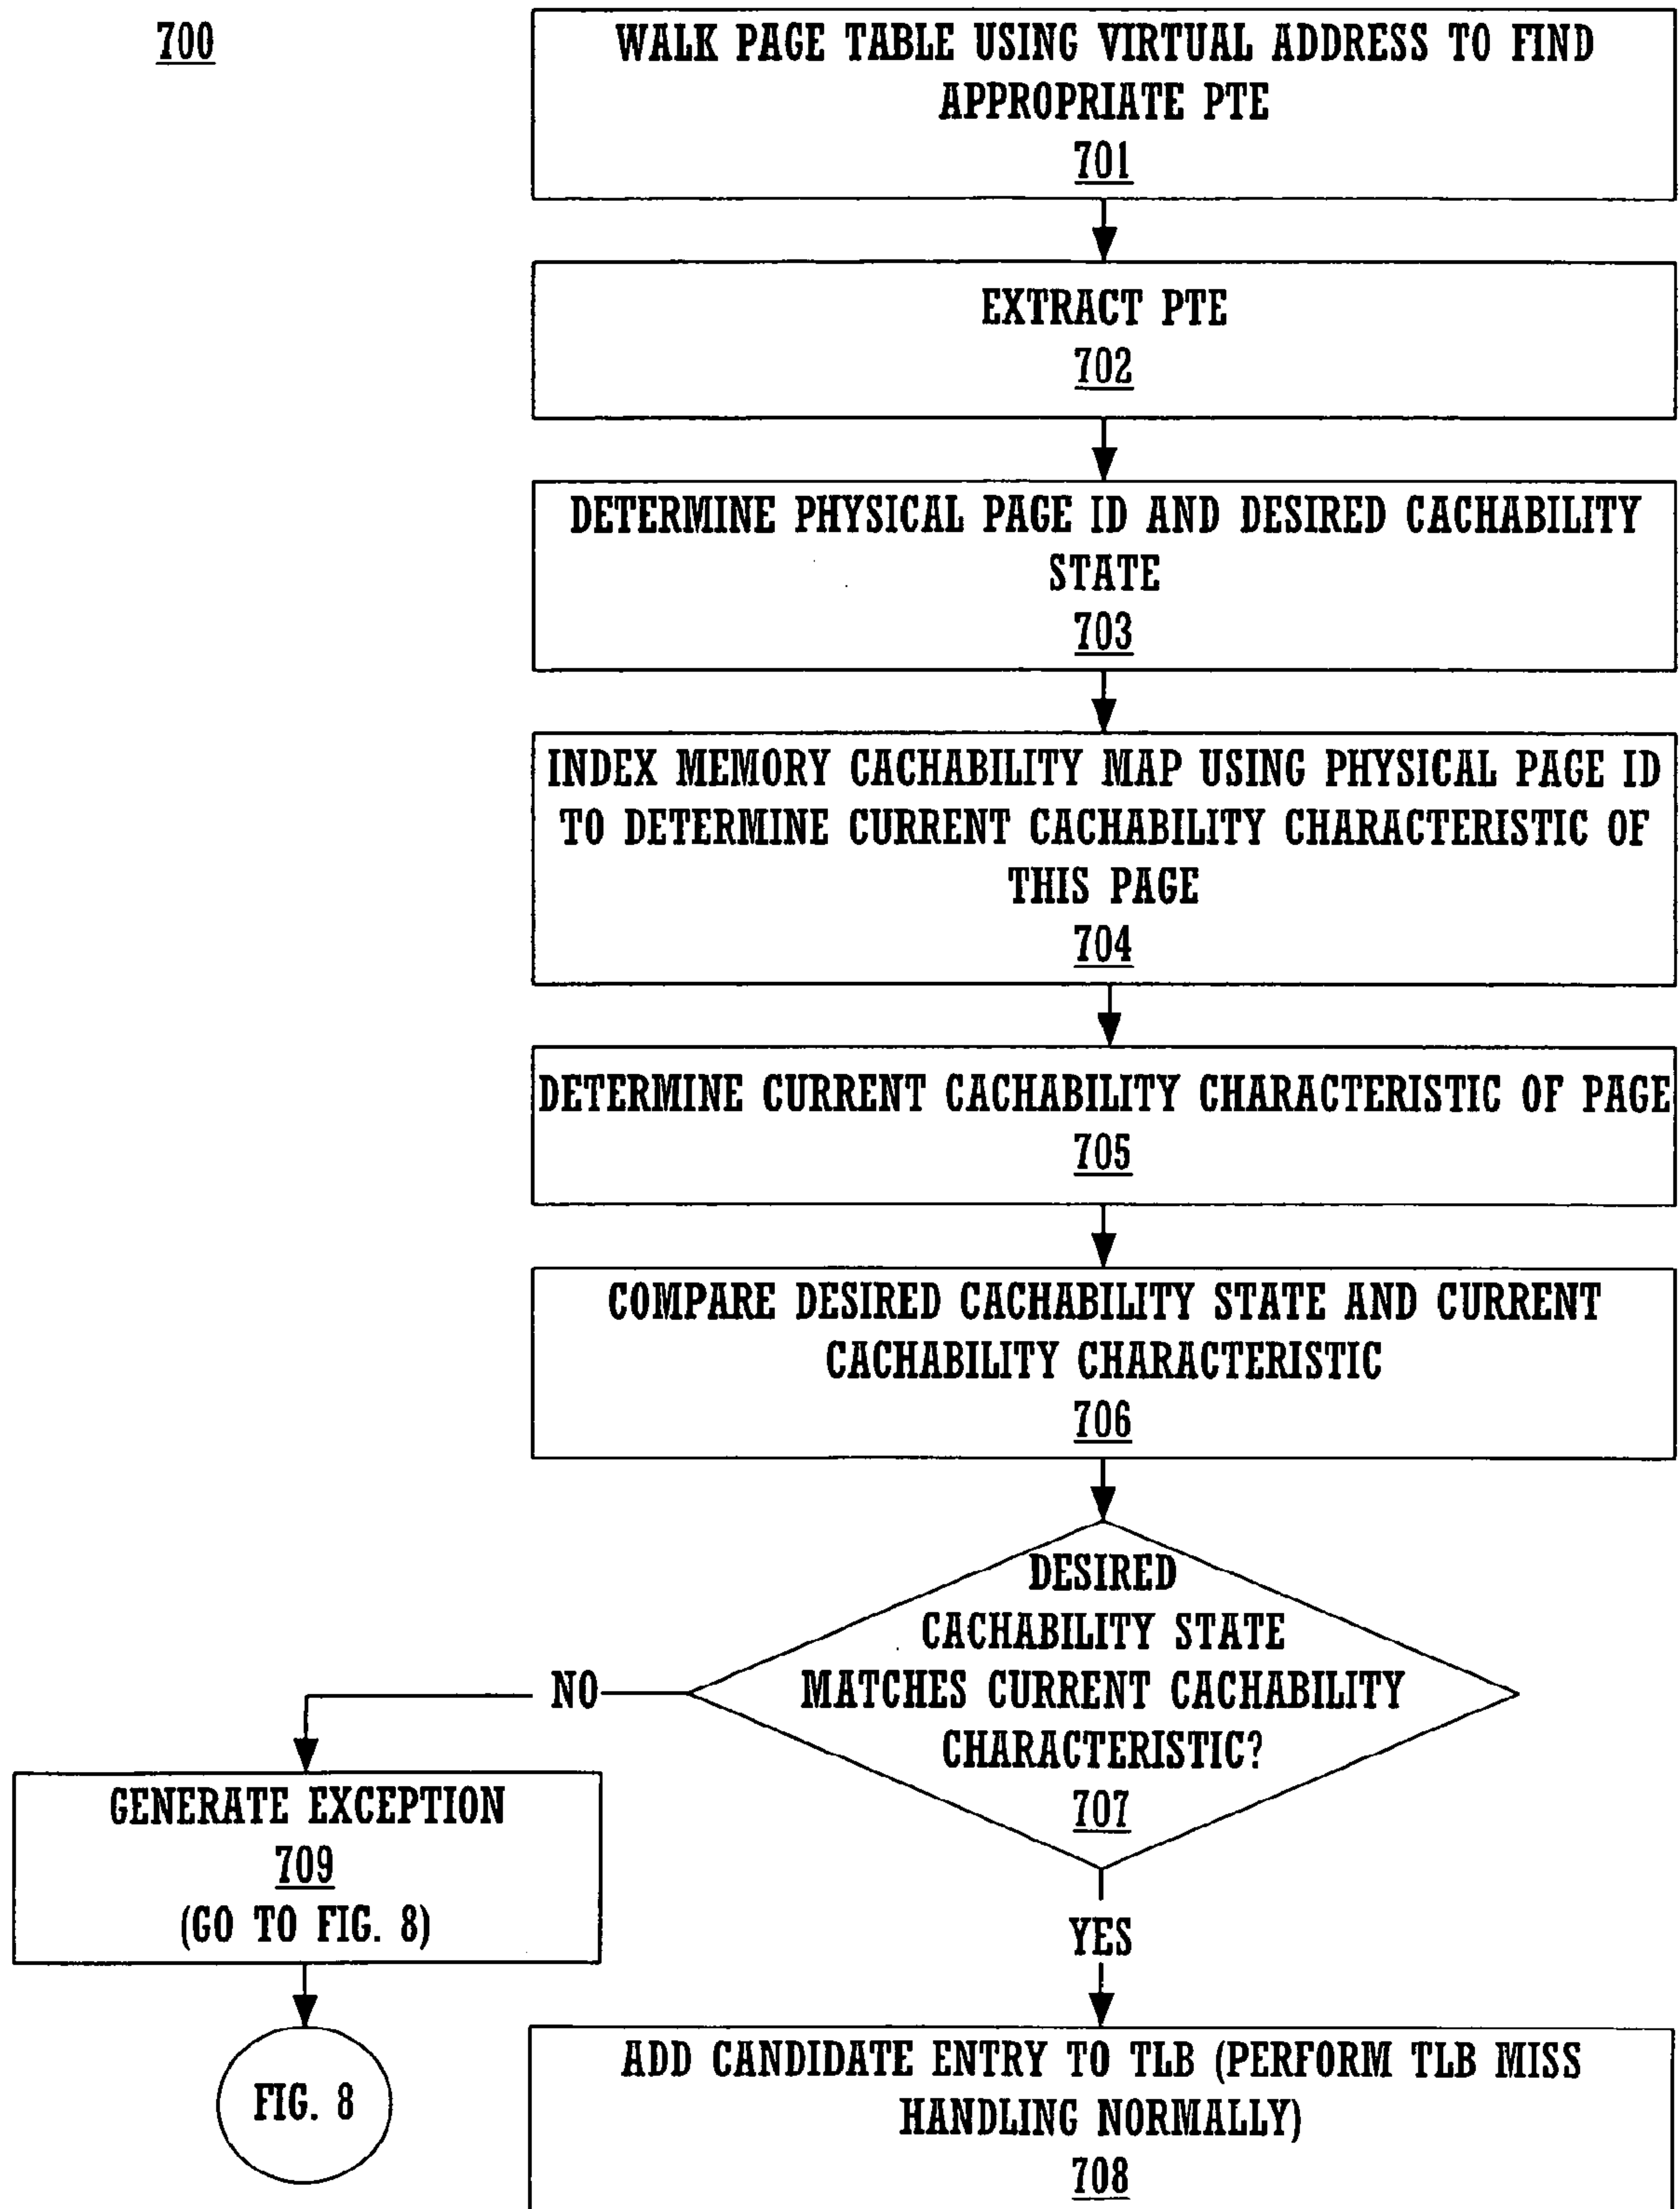 700
WALK PAGE TABLE USING VIRTUAL ADDRESS TO FIND
APPROPRIATE PTE
701
EXTRACT PTE
702
DETERMINE PHYSICAL PAGE ID AND DESIRED CACHABILITY
STATE
703
INDEX MEMORY CACHABILITY MAP USING PHYSICAL PAGE ID
TO DETERMINE CURRENT CACHABILITY CHARACTERISTIC OF
THIS PAGE
704
DETERMINE CURRENT CACHABILITY CHARACTERISTIC OF PAGE
705
COMPARE DESIRED CACHABILITY STATE AND CURRENT
CACHABILITY CHARACTERISTIC
706
DESIRED
CACHABILITY STATE
MATCHES CURRENT CACHABILITY
CHARACTERISTIC?
707
NO
GENERATE EXCEPTION
709
(GO TO FIG. 8)
FIG. 8
YES
ADD CANDIDATE ENTRY TO TLB (PERFORM TLB MISS
HANDLING NORMALLY)
708